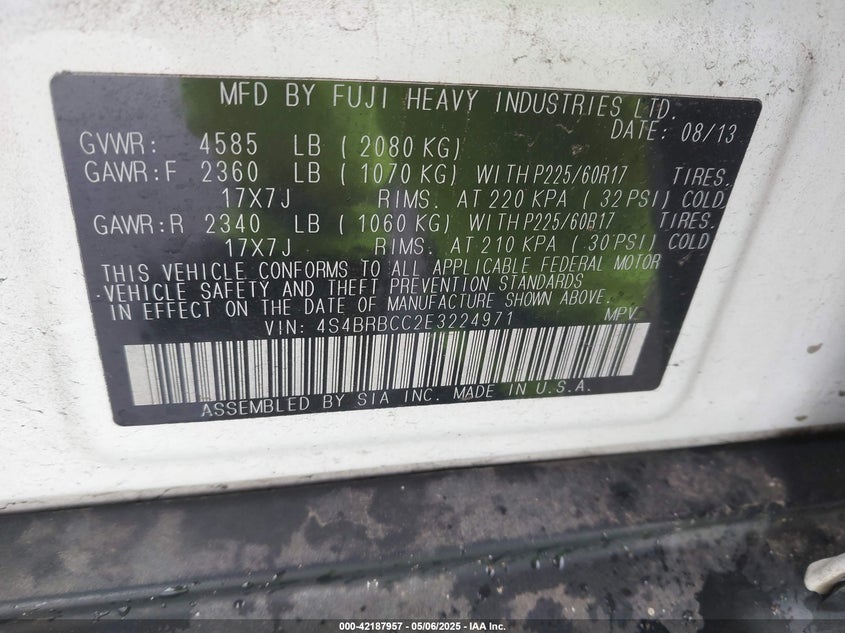 MFD BY FUJI HEAVY INDUSTRIES LTD.
DATE: 08/13
GVWR: 4585 LB ( 2080 KG)
GAWR:F 2360 LB ( 1070 KG) WITH P225/60R17 TIRES.
17X7J RIMS. AT 220 KPA ( 32 PSI) COLD
GAWR:R 2340 LB ( 1060 KG) WITH P225/60R17 TIRES.
17X7J RIMS. AT 210 KPA ( 30 PSI) COLD
THIS VEHICLE CONFORMS TO ALL APPLICABLE FEDERAL MOTOR
VEHICLE SAFETY AND THEFT PREVENTION STANDARDS
IN EFFECT ON THE DATE OF MANUFACTURE SHOWN ABOVE.
VIN: 4S4BRBCC2E3224971 MPV
ASSEMBLED BY SIA INC. MADE IN U.S.A.
000-42187957 - 05/06/2025 - IAA Inc.